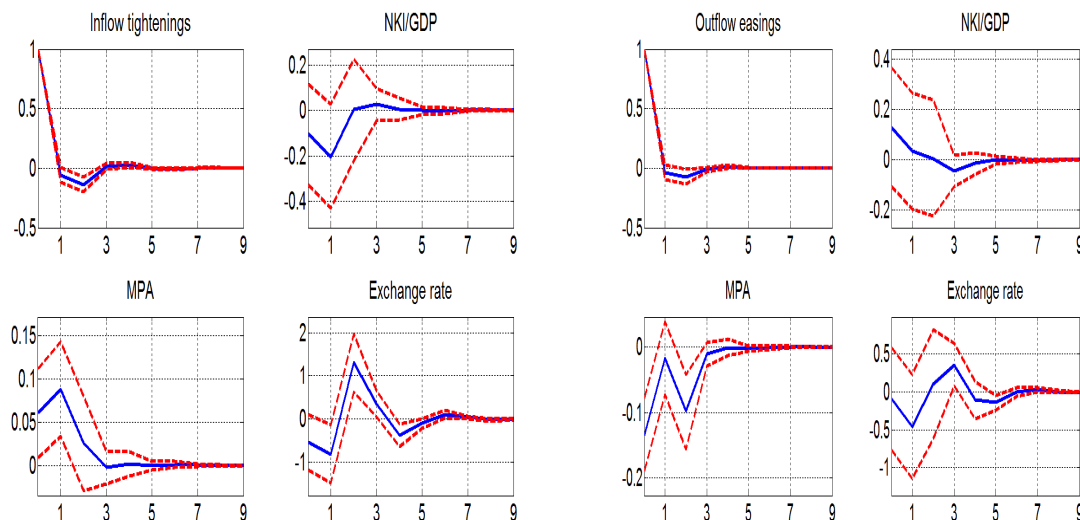 Inflow tightenings
NKI/GDP
Outflow easings
NKI/GDP
1
0.5
0
-0.5
1 3 5 7 9
0.2
0
-0.2
-0.4
1 3 5 7 9
1
0.5
0
-0.5
1 3 5 7 9
0.4
0.2
0
-0.2
1 3 5 7 9
MPA
Exchange rate
MPA
Exchange rate
0.15
0.1
0.05
0
1 3 5 7 9
2
1
0
-1
1 3 5 7 9
0
-0.1
-0.2
1 3 5 7 9
0.5
0
-0.5
-1
1 3 5 7 9